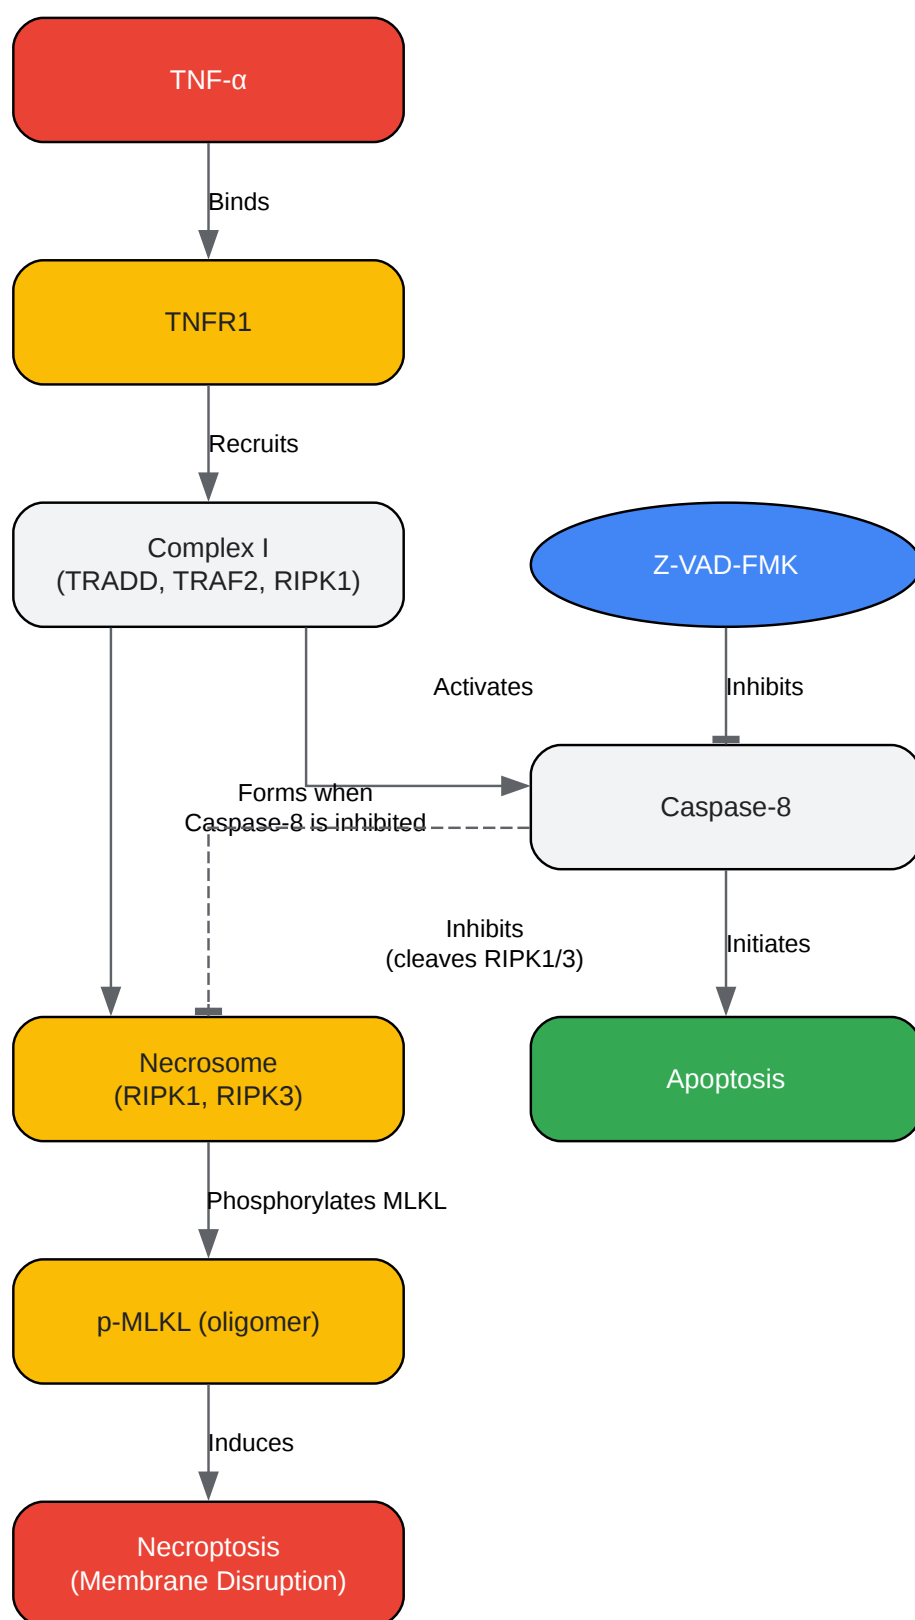 TNF-α
Binds
TNFR1
Recruits
Complex I
(TRADD, TRAF2, RIPK1)
Z-VAD-FMK
Activates
Inhibits
Forms when
Caspase-8 is inhibited
Caspase-8
Inhibits
(cleaves RIPK1/3)
Initiates
Necrosome
(RIPK1, RIPK3)
Apoptosis
Phosphorylates MLKL
p-MLKL (oligomer)
Induces
Necroptosis
(Membrane Disruption)